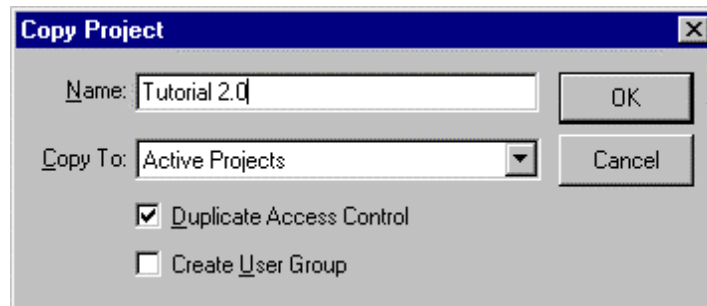 Copy Project
Name: Tutorial 2.0 OK
Copy To: Active Projects Cancel
Duplicate Access Control
Create User Group